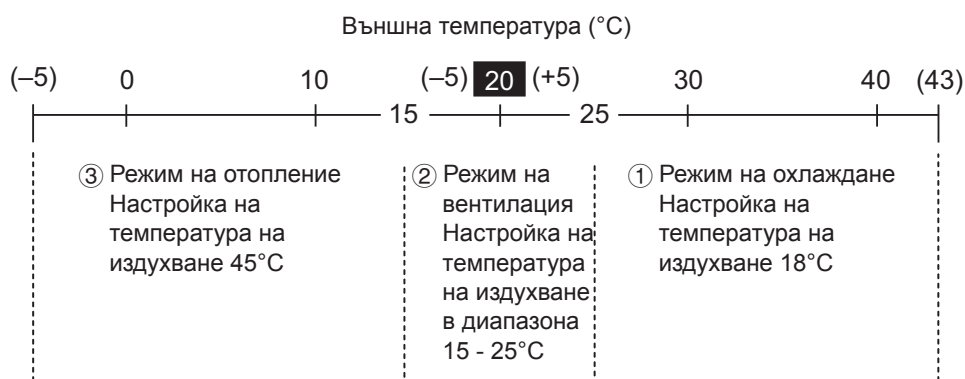 Външна температура (°C)
(–5) 0 10 (–5) 20 (+5) 30 40 (43)
15 25
③ Режим на отопление
Настройка на
температура на
издухване 45°C
② Режим на
вентилация
Настройка на
температура
на издухване
в диапазона
15 - 25°C
① Режим на охлаждане
Настройка на
температура на
издухване 18°C